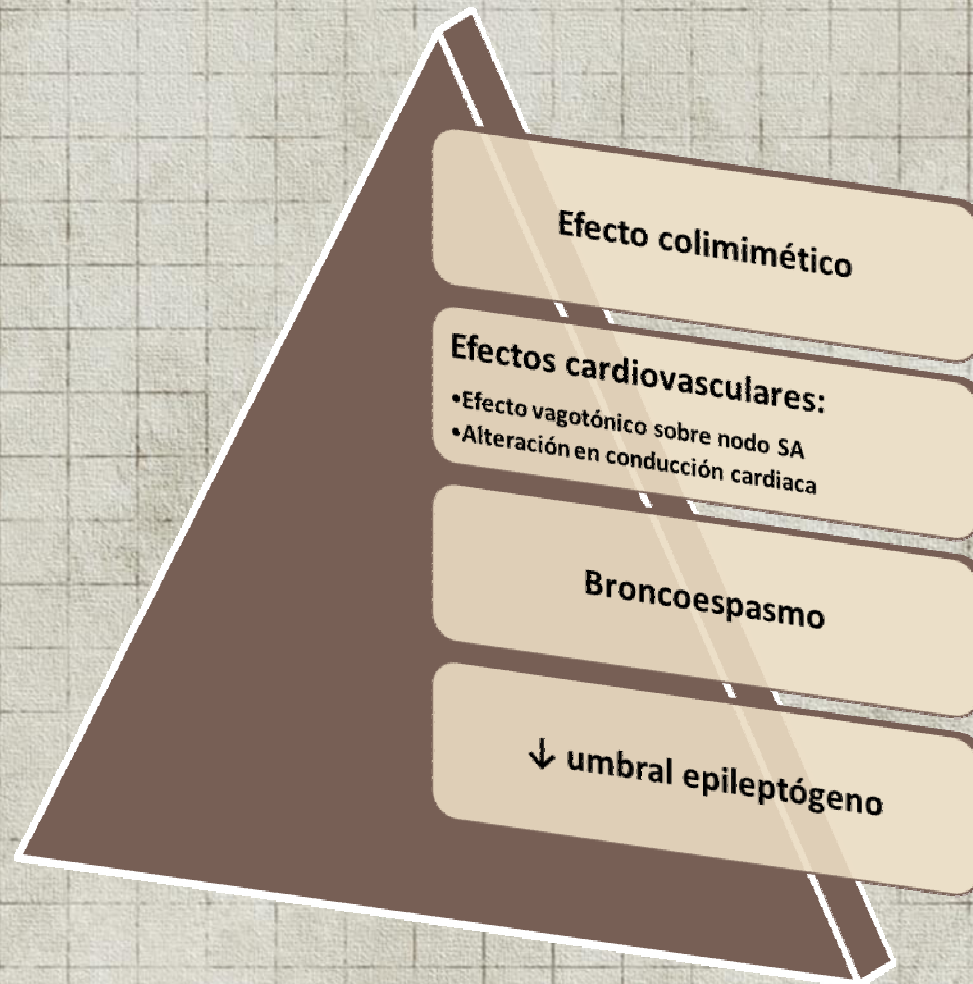 Efecto colimimético
Efectos cardiovasculares:
•Efecto vagotónico sobre nodo SA
•Alteración en conducción cardiaca
Broncoespasmo
↓ umbral epileptógeno